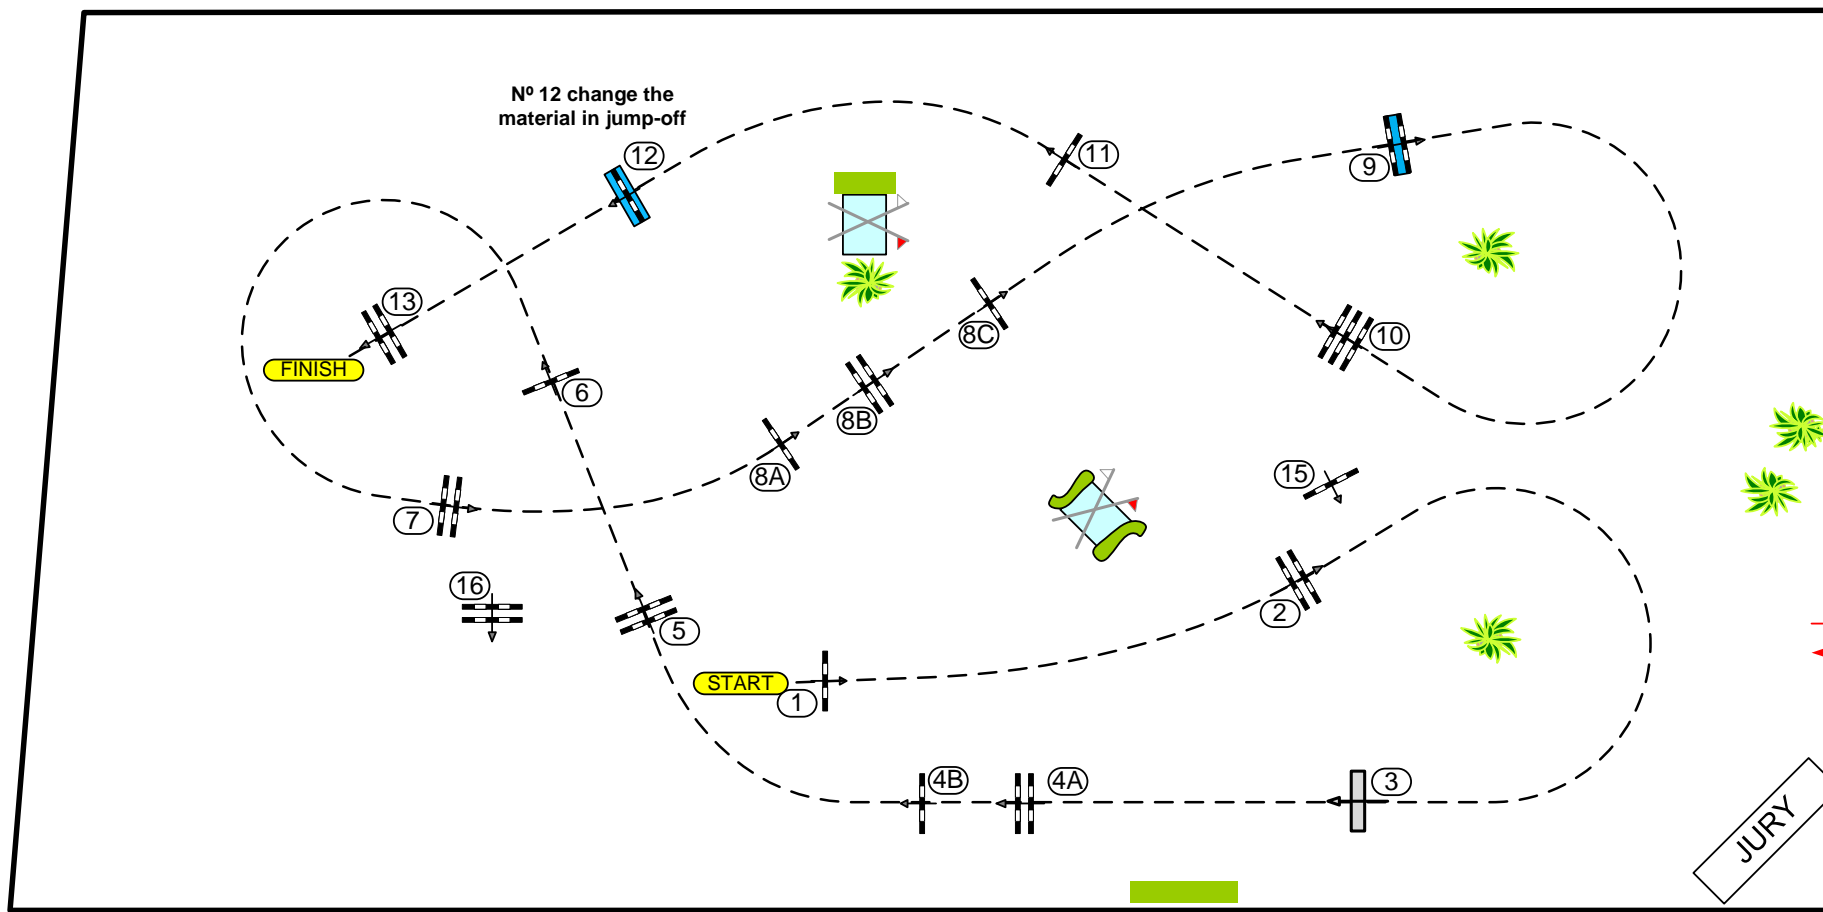 Nº 12 change the
material in jump-off
12
11
9
13
FINISH
6
10
8C
8B
8A
15
7
16
2
5
START
1
4B
4A
3
JURY